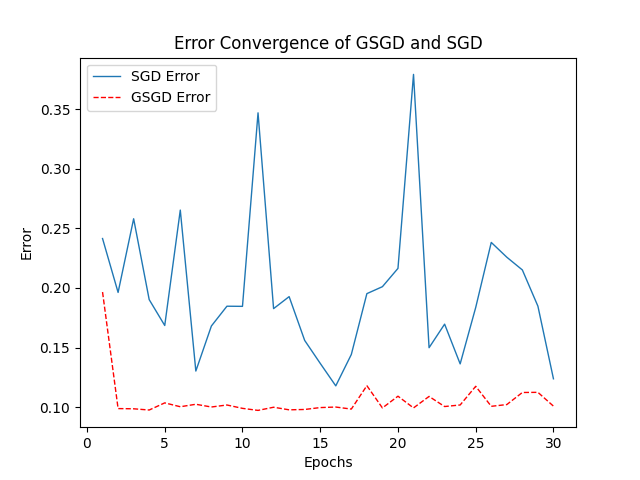 Error Convergence of GSGD and SGD
SGD Error
GSGD Error
0.35
0.30
0.25
0.20
0.15
0.10
Error
0 5 10 15 20 25 30
Epochs